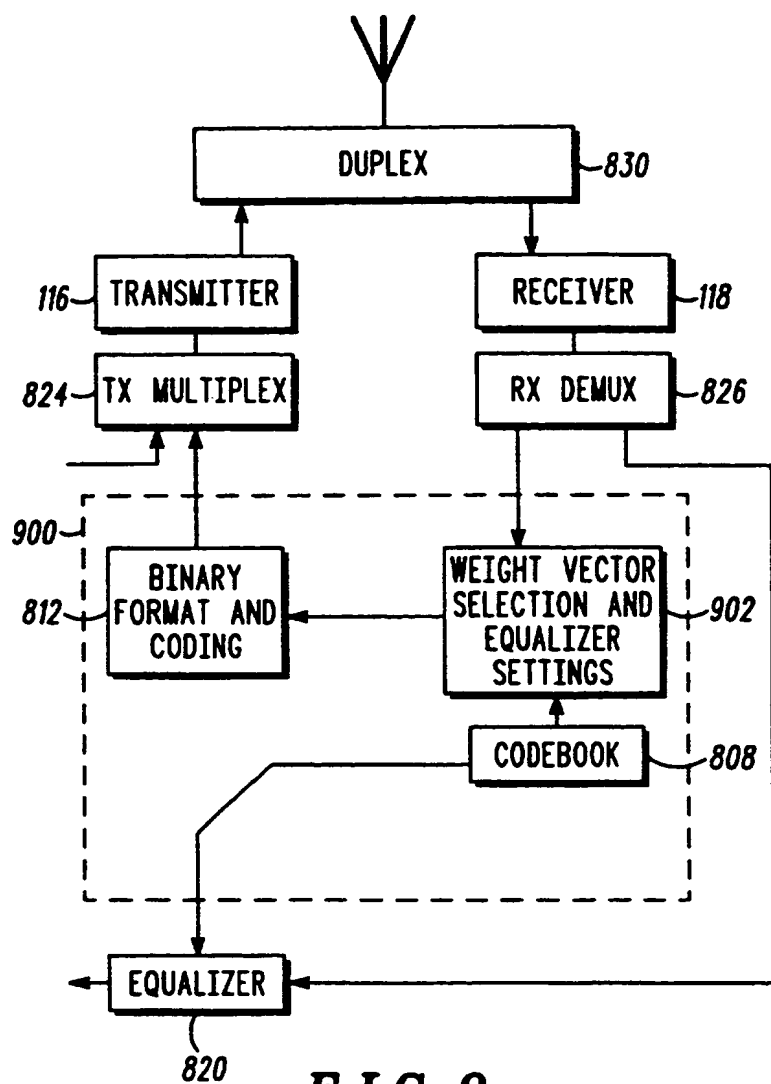 DUPLEX
830
116
TRANSMITTER
RECEIVER
118
824
TX MULTIPLEX
RX DEMUX
826
900
812
BINARY
FORMAT AND
CODING
WEIGHT VECTOR
SELECTION AND
EQUALIZER
SETTINGS
902
CODEBOOK
808
EQUALIZER
820